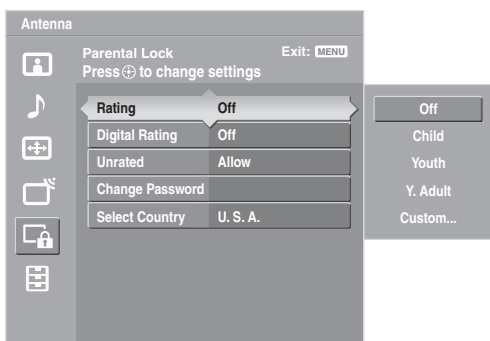 Antenna
Parental Lock Exit: MENU
Press to change settings
Rating Off
Digital Rating Off
Unrated Allow
Change Password
Select Country U. S. A.
Off
Child
Youth
Y. Adult
Custom...